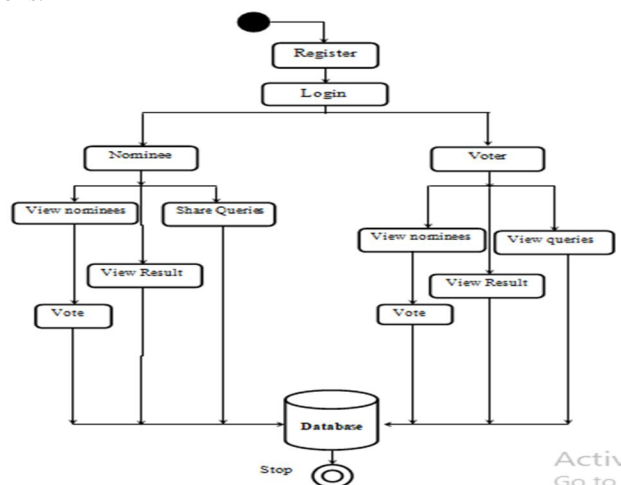 Register
Login
Nominee
Voter
View nominees
Share Queries
View nominees
View queries
View Result
View Result
Vote
Vote
Database
Stop
Activ
Go to